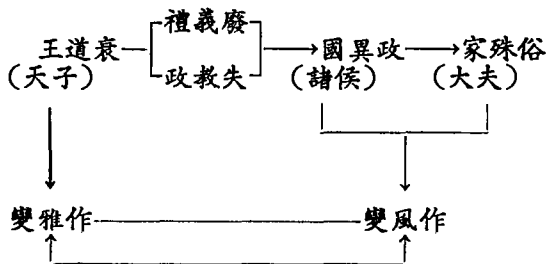 禮義廢
王道衰
國異政
家殊俗
(天子)
政教失
(諸侯)
(大夫)
變雅作
變風作